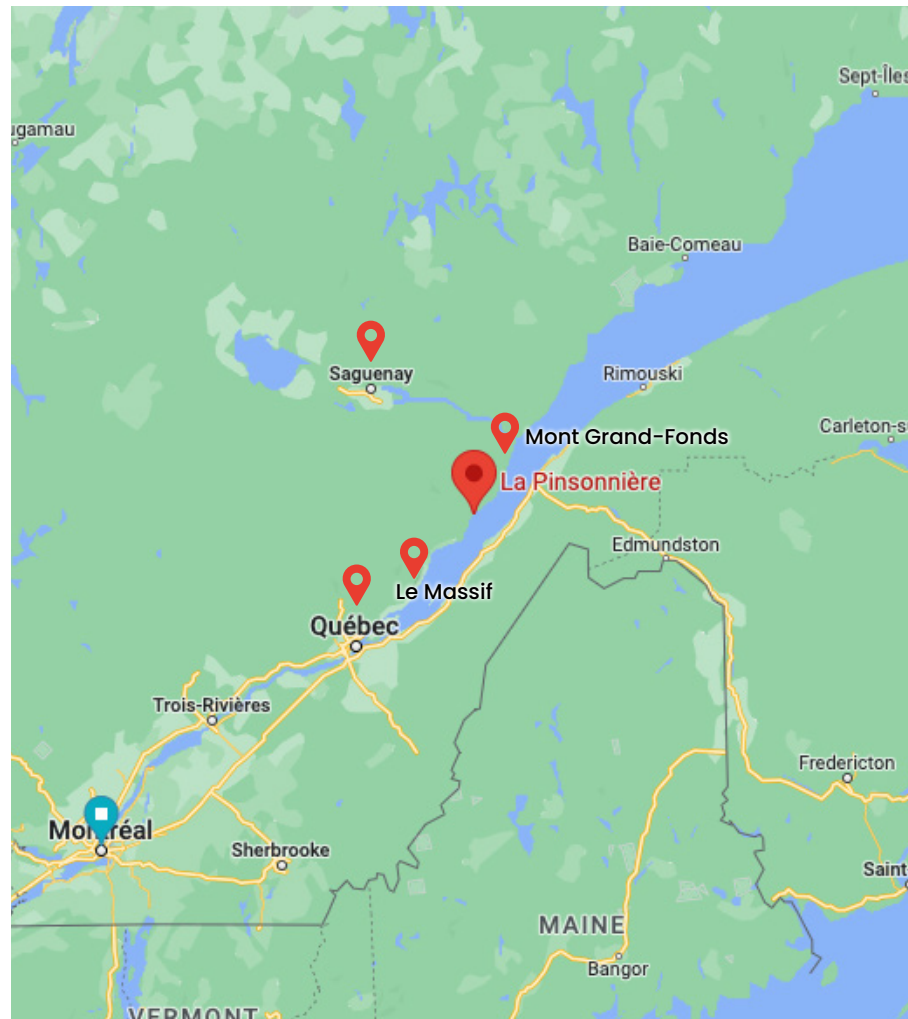 Sept-Îles
ugamau
Baie-Comeau
Saguenay
Rimouski
Carleton-s
Mont Grand-Fonds
La Pinsonnière
Edmundston
Le Massif
Québec
Trois-Rivières
Fredericton
Montréal
Sherbrooke
Saint
MAINE
Bangor
VERMONT